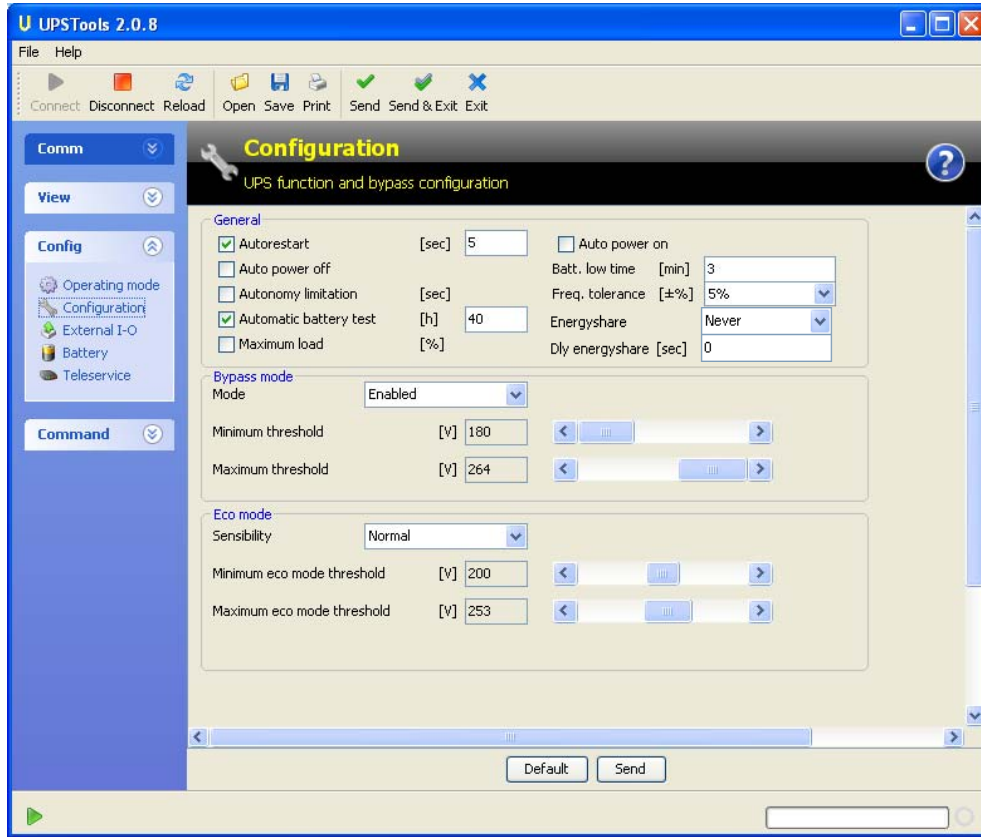 UPSTools 2.0.8
File Help
Connect Disconnect Reload Open Save Print Send Send & Exit Exit
Comm
View
Config
Operating mode
Configuration
External I-O
Battery
Teleservice
Command
Configuration
UPS function and bypass configuration
General
Autorestart [sec] 5 Auto power on
Auto power off Batt. low time [min] 3
Autonomy limitation [sec] Freq. tolerance [±%] 5%
Automatic battery test [h] 40 Energyshare Never
Maximum load [%] Dly energyshare [sec] 0
Bypass mode
Mode Enabled
Minimum threshold [V] 180
Maximum threshold [V] 264
Eco mode
Sensibility Normal
Minimum eco mode threshold [V] 200
Maximum eco mode threshold [V] 253
Default Send